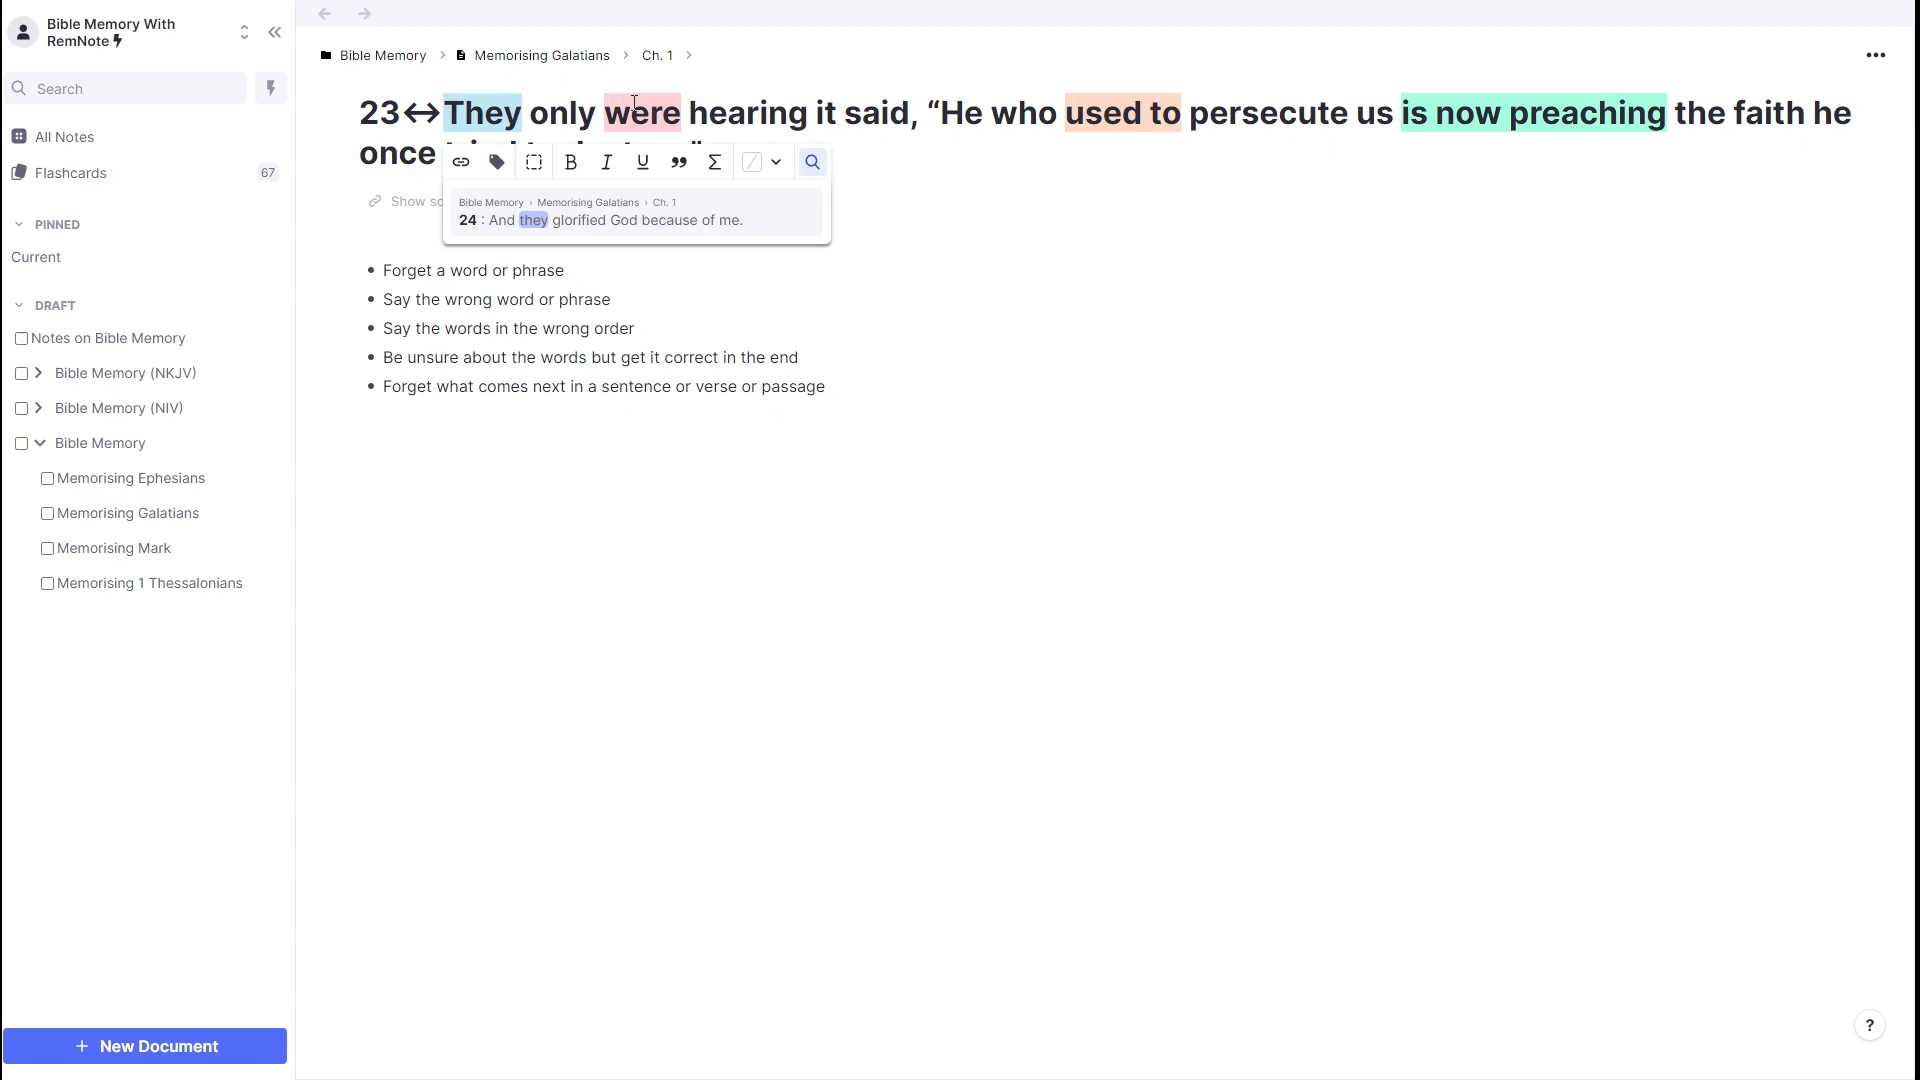 Bible Memory With
RemNote
Search
All Notes
Flashcards 67
PINNED
Current
DRAFT
Notes on Bible Memory
Bible Memory (NKJV)
Bible Memory (NIV)
Bible Memory
Memorising Ephesians
Memorising Galatians
Memorising Mark
Memorising 1 Thessalonians
+ New Document
Bible Memory > Memorising Galatians > Ch. 1 >
23↔They only were hearing it said, “He who used to persecute us is now preaching the faith he
once
Show
B I U ” Σ
Bible Memory › Memorising Galatians › Ch. 1
24 : And they glorified God because of me.
• Forget a word or phrase
• Say the wrong word or phrase
• Say the words in the wrong order
• Be unsure about the words but get it correct in the end
• Forget what comes next in a sentence or verse or passage
?